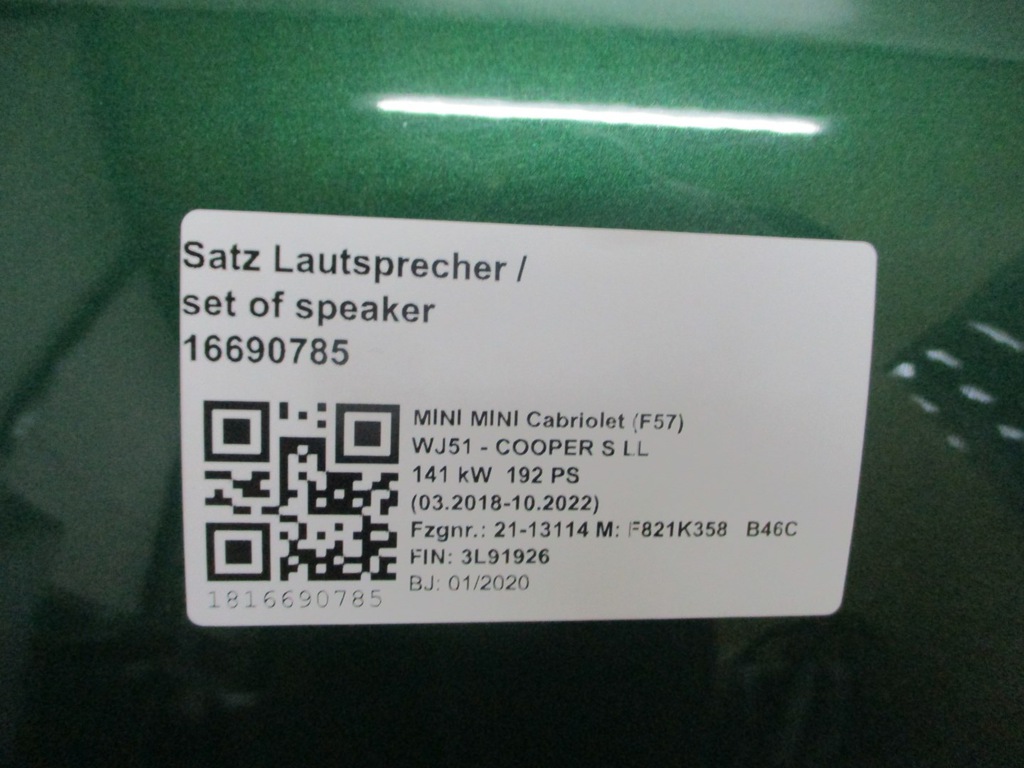 Satz Lautsprecher /
set of speaker
16690785
MINI MINI Cabriolet (F57)
WJ51 - COOPER S LL
141 kW 192 PS
(03.2018-10.2022)
Fzgnr.: 21-13114 M: F821K358 B46C
FIN: 3L91926
BJ: 01/2020
1816690785